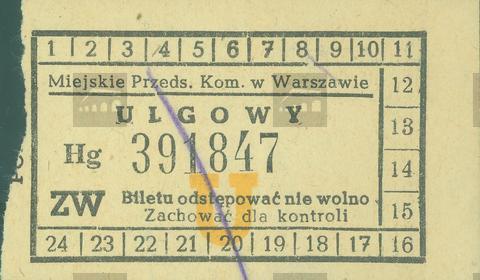 1 | 2 | 3 | 4 | 5 | 6 | 7 | 8 | 9 | 10 | 11
Miejskie Przeds. Kom. w Warszawie
12
ULGOWY
13
Hg 391847
14
ZW Biletu odstępować nie wolno
Zachować dla kontroli
15
U
24 | 23 | 22 | 21 | 20 | 19 | 18 | 17 | 16